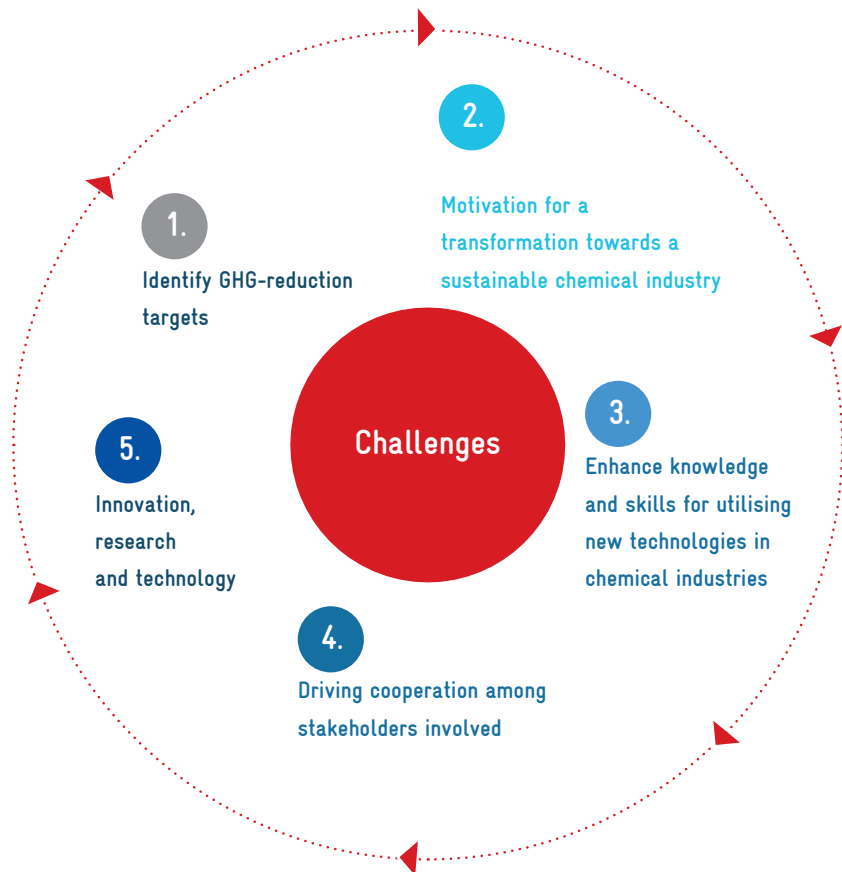 1.
Identify GHG-reduction
targets
2.
Motivation for a
transformation towards a
sustainable chemical industry
Challenges
3.
Enhance knowledge
and skills for utilising
new technologies in
chemical industries
4.
Driving cooperation among
stakeholders involved
5.
Innovation,
research
and technology